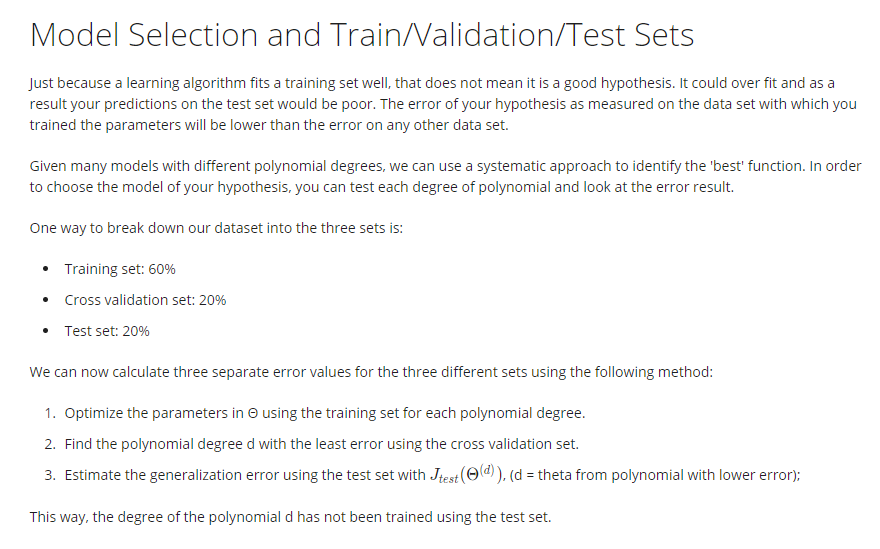 Model Selection and Train/Validation/Test Sets
Just because a learning algorithm fits a training set well, that does not mean it is a good hypothesis. It could over fit and as a
result your predictions on the test set would be poor. The error of your hypothesis as measured on the data set with which you
trained the parameters will be lower than the error on any other data set.
Given many models with different polynomial degrees, we can use a systematic approach to identify the 'best' function. In order
to choose the model of your hypothesis, you can test each degree of polynomial and look at the error result.
One way to break down our dataset into the three sets is:
• Training set: 60%
• Cross validation set: 20%
• Test set: 20%
We can now calculate three separate error values for the three different sets using the following method:
1. Optimize the parameters in Θ using the training set for each polynomial degree.
2. Find the polynomial degree d with the least error using the cross validation set.
3. Estimate the generalization error using the test set with J_{test}(Θ^{(d)}), (d = theta from polynomial with lower error);
This way, the degree of the polynomial d has not been trained using the test set.